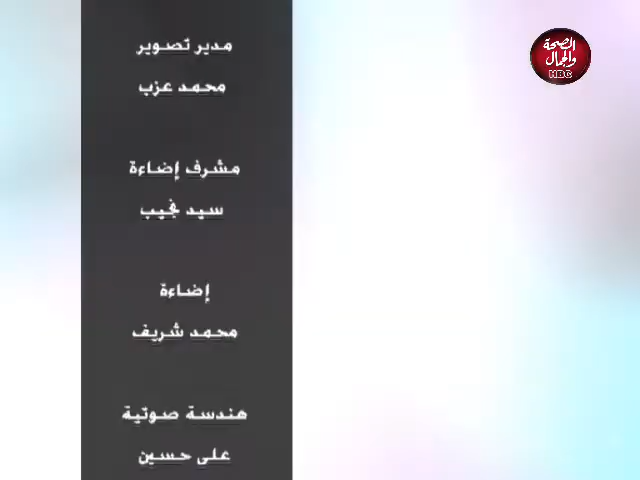 مدير تصوير
محمد عزب
مشرف إضاءة
سيد نجيب
إضاءة
محمد شريف
هندسة صوتية
على حسين
الصحة
والجمال
HBC